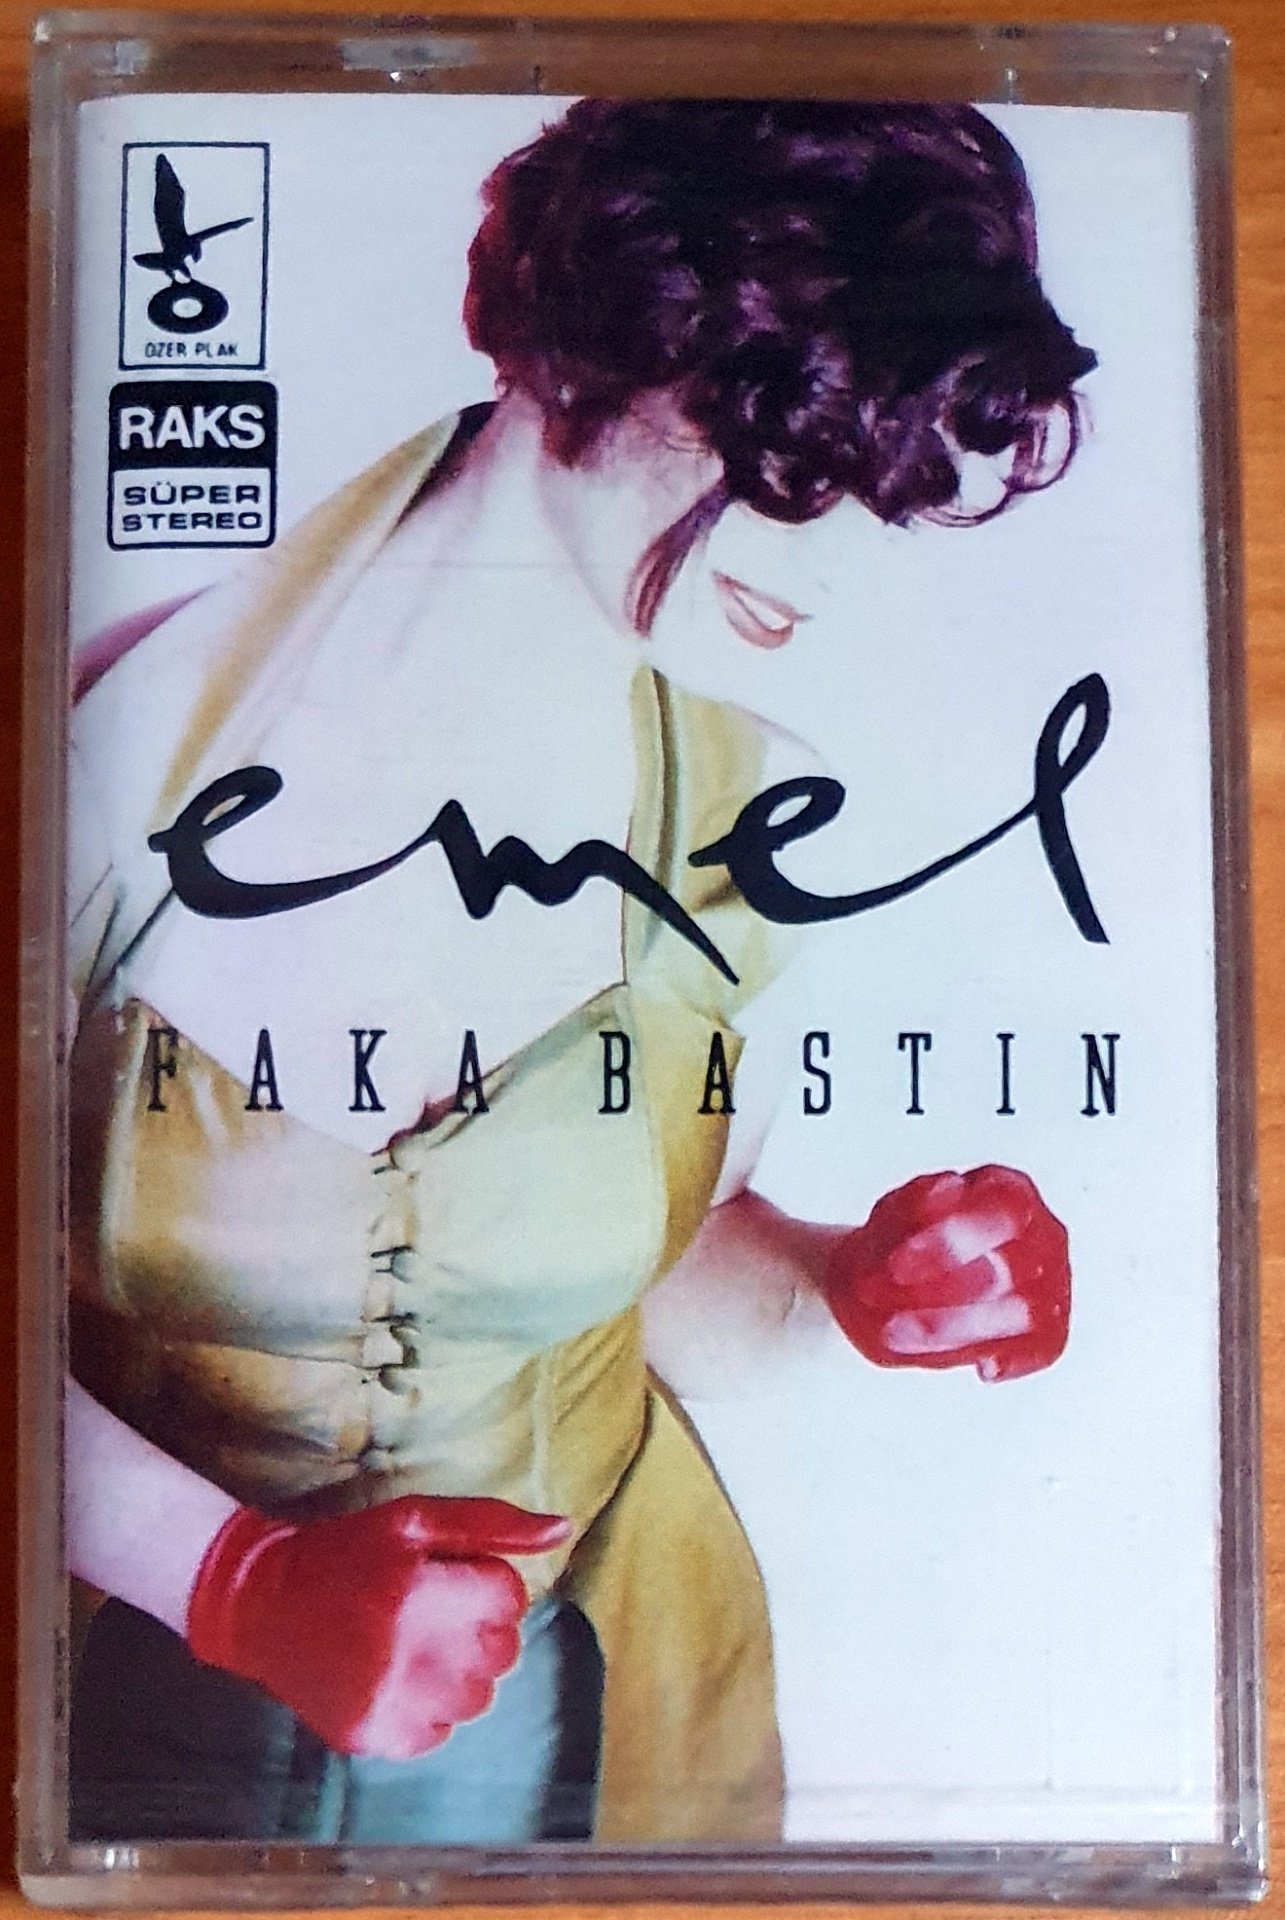 ÖZER PLAK
RAKS
SÜPER
STEREO
emel
FAKA BASTIN